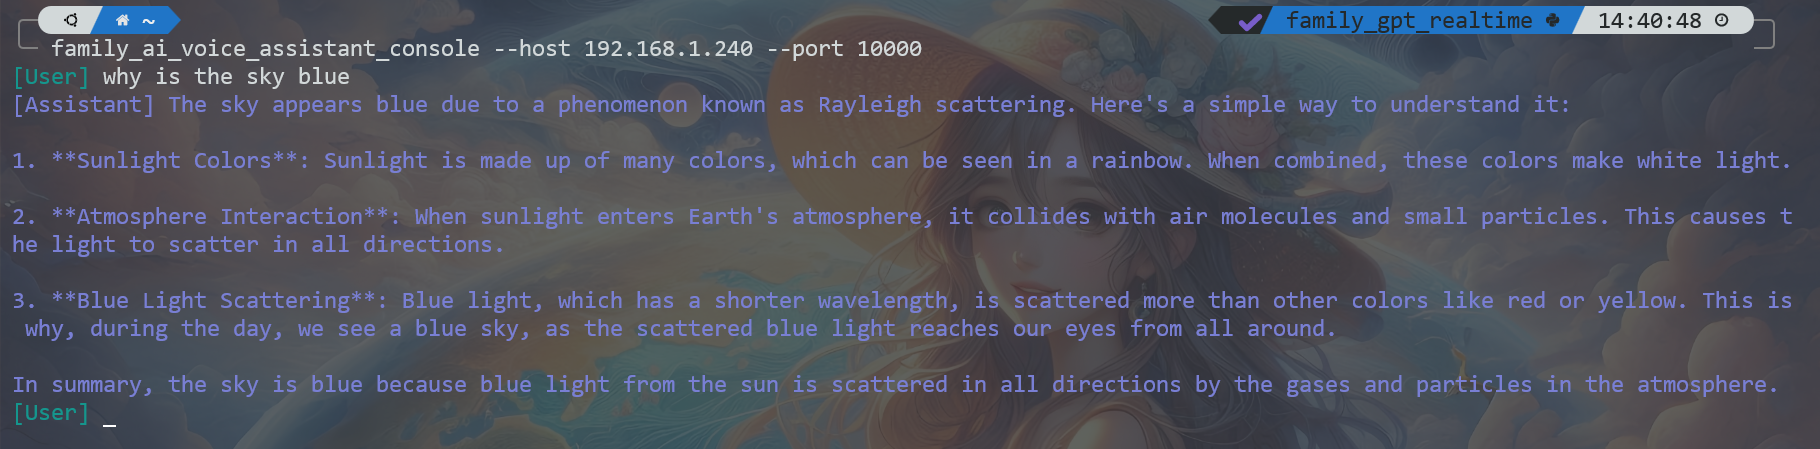 ~ family_gpt_realtime 14:40:48
family_ai_voice_assistant_console --host 192.168.1.240 --port 10000
[User] why is the sky blue
[Assistant] The sky appears blue due to a phenomenon known as Rayleigh scattering. Here's a simple way to understand it:
1. **Sunlight Colors**: Sunlight is made up of many colors, which can be seen in a rainbow. When combined, these colors make white light.
2. **Atmosphere Interaction**: When sunlight enters Earth's atmosphere, it collides with air molecules and small particles. This causes t
he light to scatter in all directions.
3. **Blue Light Scattering**: Blue light, which has a shorter wavelength, is scattered more than other colors like red or yellow. This is
why, during the day, we see a blue sky, as the scattered blue light reaches our eyes from all around.
In summary, the sky is blue because blue light from the sun is scattered in all directions by the gases and particles in the atmosphere.
[User] _